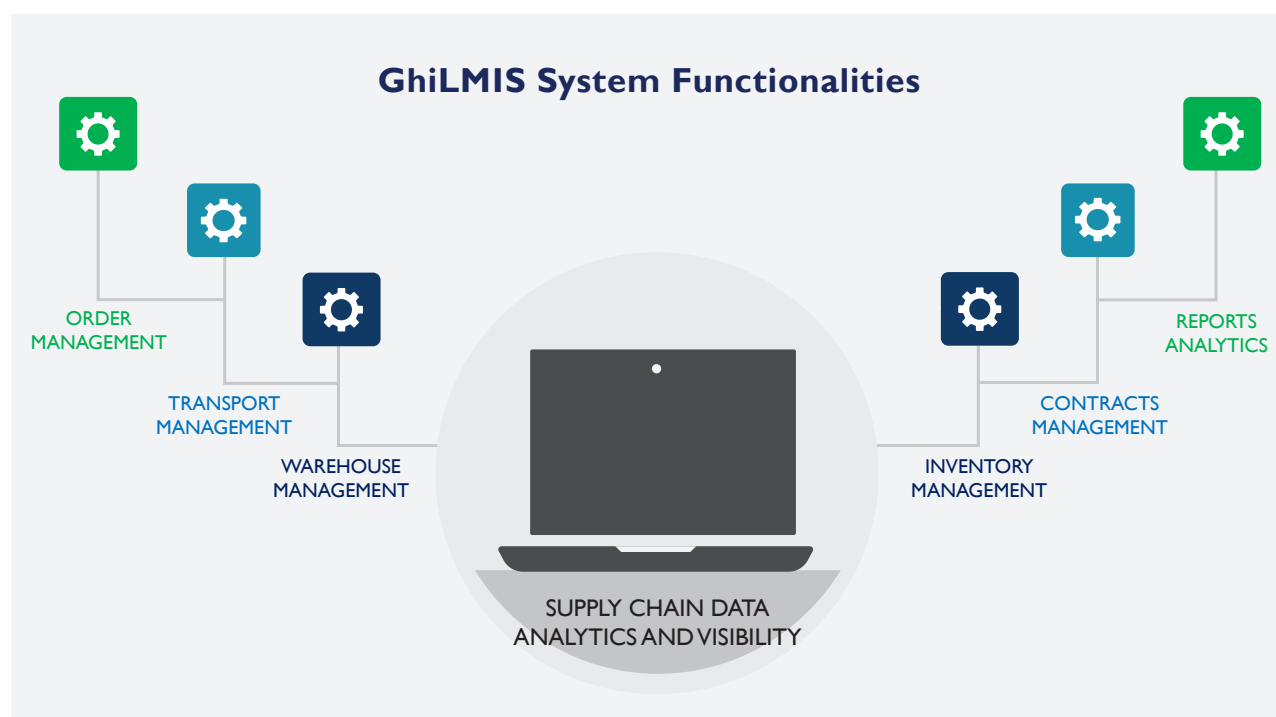 GhiLMIS System Functionalities
ORDER
MANAGEMENT
TRANSPORT
MANAGEMENT
WAREHOUSE
MANAGEMENT
SUPPLY CHAIN DATA
ANALYTICS AND VISIBILITY
INVENTORY
MANAGEMENT
CONTRACTS
MANAGEMENT
REPORTS
ANALYTICS